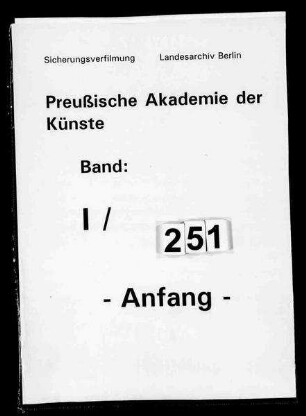 Sicherungsverfilmung Landesarchiv Berlin
Preußische Akademie der
Künste
Band:
I / 251
- Anfang -